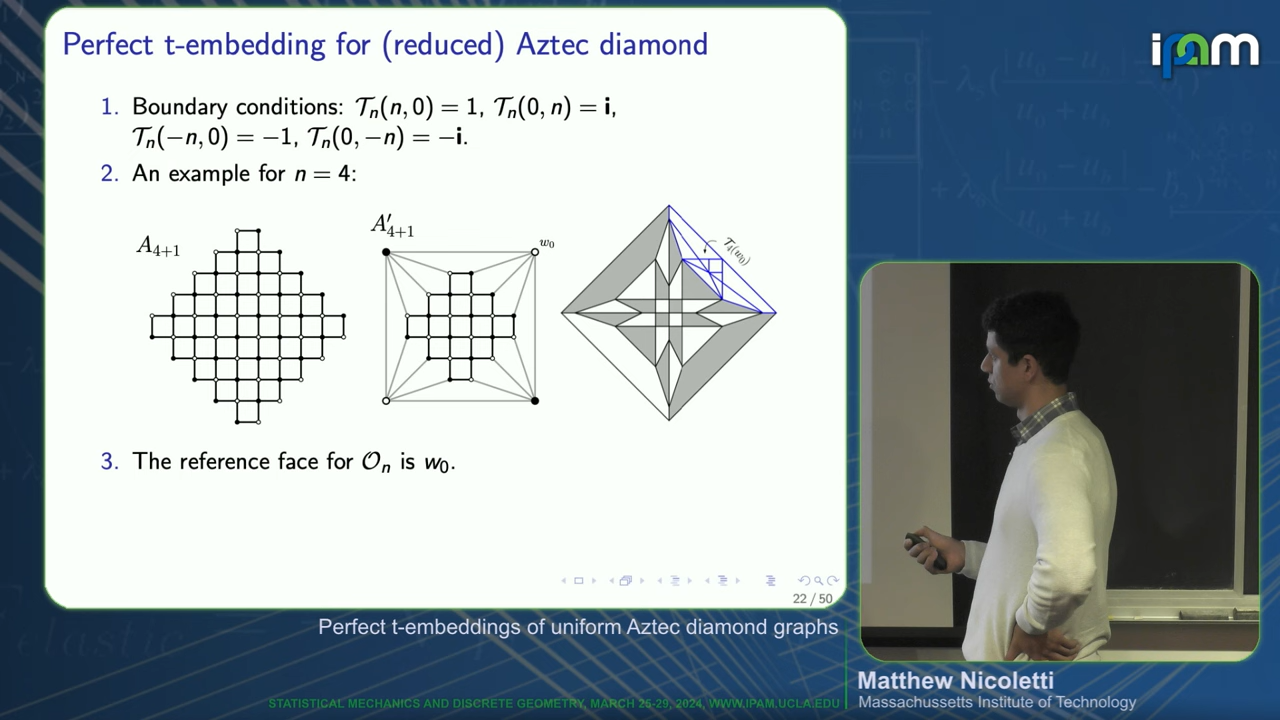 Perfect t-embedding for (reduced) Aztec diamond
1. Boundary conditions: 𝒯ₙ(n, 0) = 1, 𝒯ₙ(0, n) = i,
𝒯ₙ(−n, 0) = −1, 𝒯ₙ(0, −n) = −i.
2. An example for n = 4:
A₄₊₁
A′₄₊₁
w₀
𝒯₄(w₀)
3. The reference face for 𝒪ₙ is w₀.
22 / 50
ipam
Perfect t-embeddings of uniform Aztec diamond graphs
Matthew Nicoletti
Massachussetts Institute of Technology
STATISTICAL MECHANICS AND DISCRETE GEOMETRY, MARCH 25-29, 2024, WWW.IPAM.UCLA.EDU